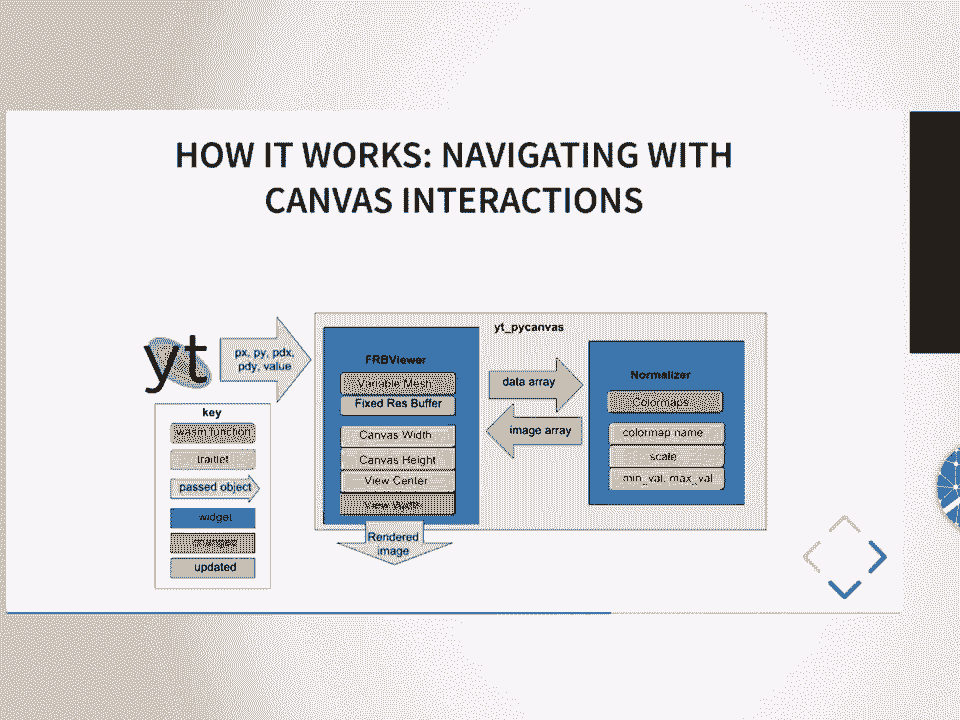 HOW IT WORKS: NAVIGATING WITH
CANVAS INTERACTIONS
yt
px, py, pdx,
pdy, value
yt_pycanvas
FRBViewer
Variable Mesh
Fixed Res Buffer
Canvas Width
Canvas Height
View Center
View Width
Rendered
image
data array
image array
Normalizer
Colormaps
colormap name
scale
min_val, max_val
key
wasm function
traitlet
passed object
widget
changed
updated